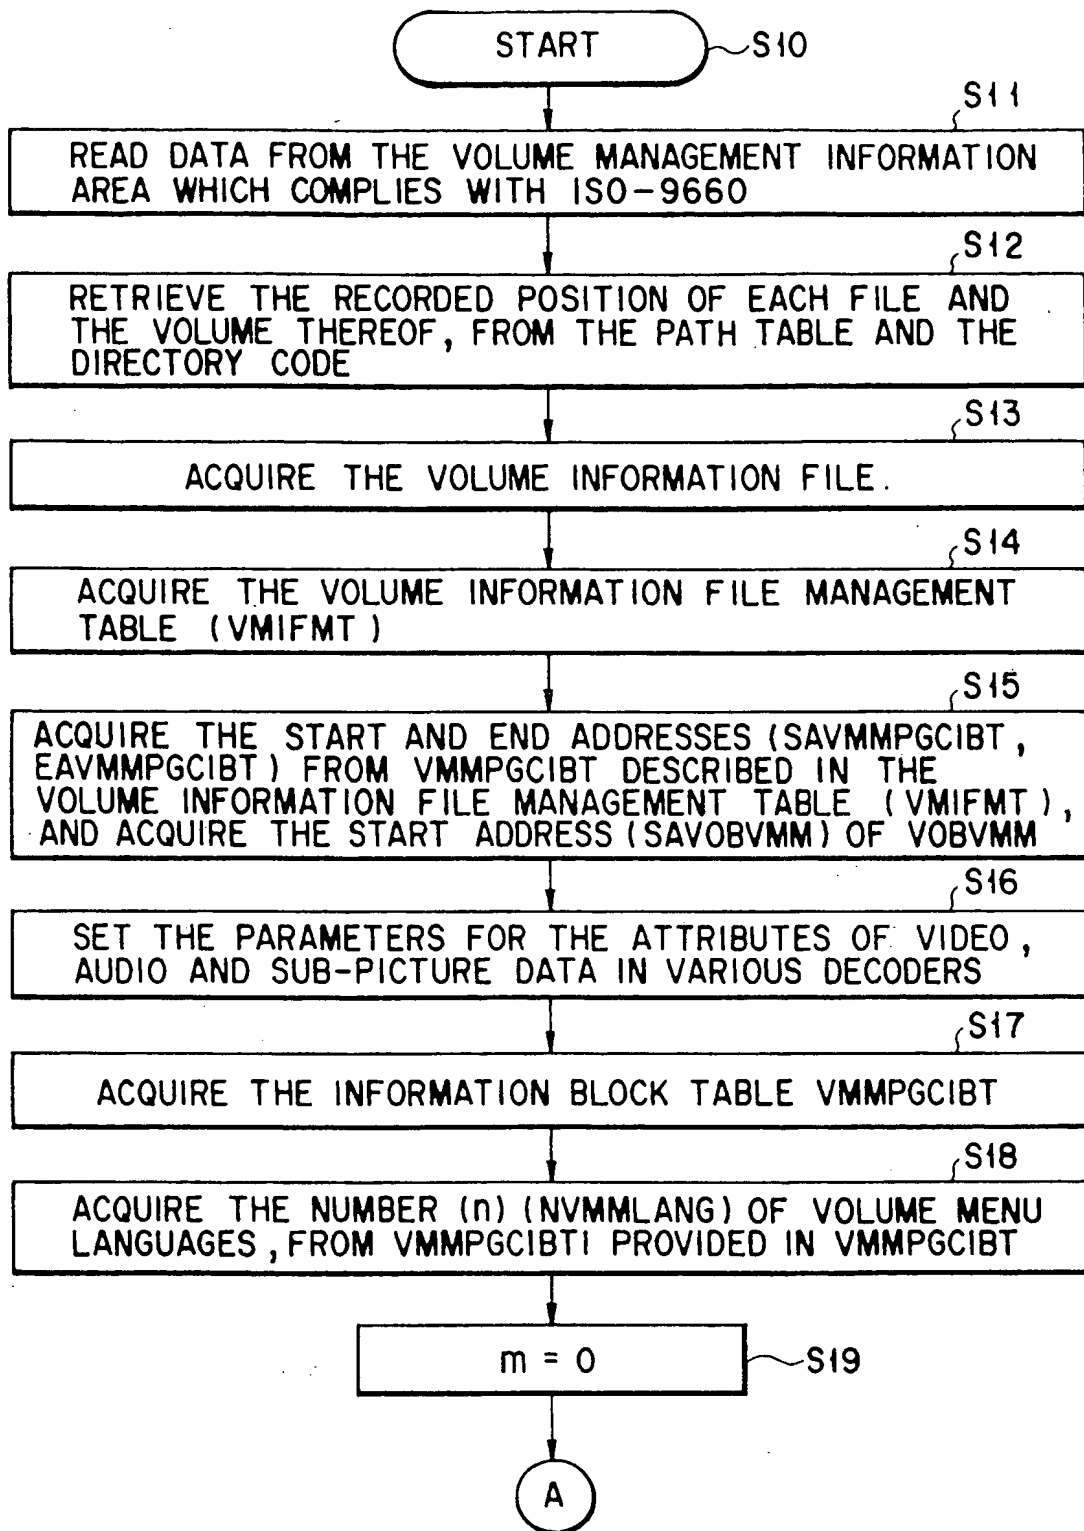 START
S10
S11
READ DATA FROM THE VOLUME MANAGEMENT INFORMATION
AREA WHICH COMPLIES WITH ISO-9660
S12
RETRIEVE THE RECORDED POSITION OF EACH FILE AND
THE VOLUME THEREOF, FROM THE PATH TABLE AND THE
DIRECTORY CODE
S13
ACQUIRE THE VOLUME INFORMATION FILE.
S14
ACQUIRE THE VOLUME INFORMATION FILE MANAGEMENT
TABLE (VMIFMT)
S15
ACQUIRE THE START AND END ADDRESSES (SAVMMPGCIBT,
EAVMMPGCIBT) FROM VMMPGCIBT DESCRIBED IN THE
VOLUME INFORMATION FILE MANAGEMENT TABLE (VMIFMT),
AND ACQUIRE THE START ADDRESS (SAVOBVMM) OF VOBVMM
S16
SET THE PARAMETERS FOR THE ATTRIBUTES OF VIDEO,
AUDIO AND SUB-PICTURE DATA IN VARIOUS DECODERS
S17
ACQUIRE THE INFORMATION BLOCK TABLE VMMPGCIBT
S18
ACQUIRE THE NUMBER (n) (NVMMLANG) OF VOLUME MENU
LANGUAGES, FROM VMMPGCIBTI PROVIDED IN VMMPGCIBT
m = 0
S19
A